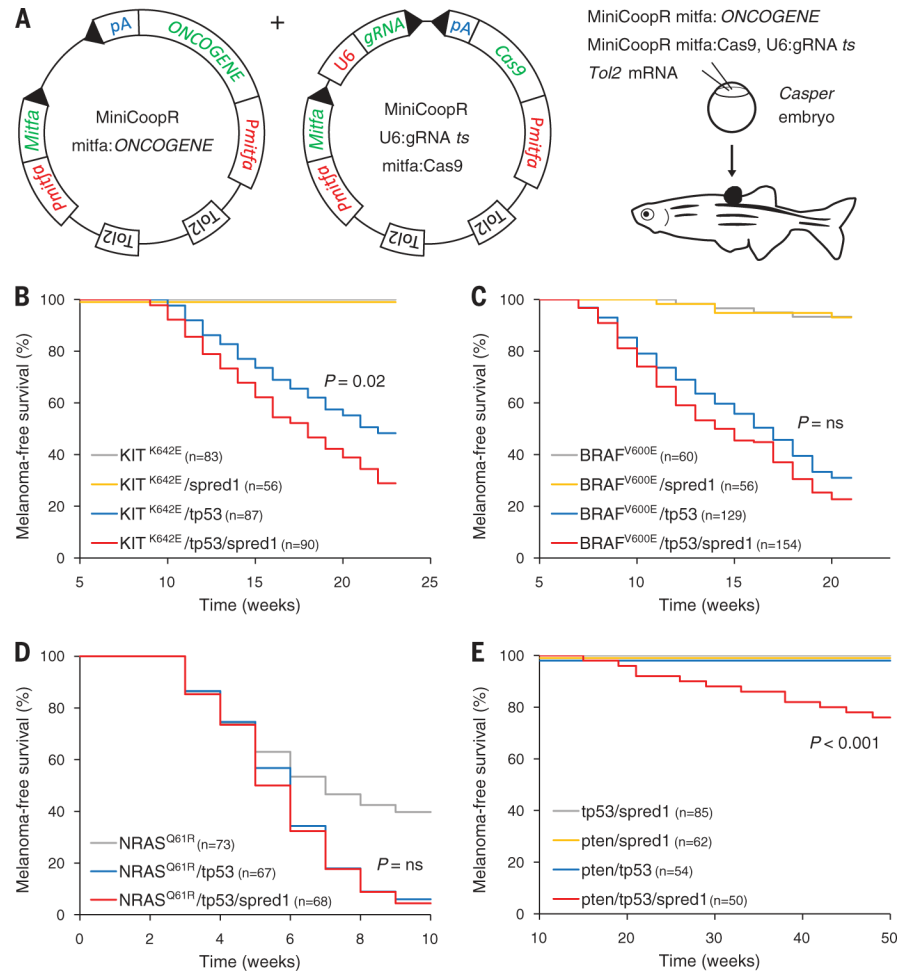 A
pA
ONCOGENE
Mitfa
Pmitfa
Pmitfa
Tol2
Tol2
MiniCoopR
mitfa:ONCOGENE
+
U6
gRNA
pA
Cas9
Mitfa
Pmitfa
Pmitfa
Tol2
Tol2
MiniCoopR
U6:gRNA ts
mitfa:Cas9
MiniCoopR mitfa: ONCOGENE
MiniCoopR mitfa:Cas9, U6:gRNA ts
Tol2 mRNA
Casper
embryo
B
Melanoma-free survival (%)
100
80
60
40
20
0
P = 0.02
KIT K642E (n=83)
KIT K642E/spred1 (n=56)
KIT K642E/tp53 (n=87)
KIT K642E/tp53/spred1 (n=90)
5 10 15 20 25
Time (weeks)
C
Melanoma-free survival (%)
100
80
60
40
20
0
P = ns
BRAFV600E (n=60)
BRAFV600E/spred1 (n=56)
BRAFV600E/tp53 (n=129)
BRAFV600E/tp53/spred1 (n=154)
5 10 15 20
Time (weeks)
D
Melanoma-free survival (%)
100
80
60
40
20
0
NRASQ61R (n=73)
NRASQ61R/tp53 (n=67)
NRASQ61R/tp53/spred1 (n=68)
P = ns
0 2 4 6 8 10
Time (weeks)
E
Melanoma-free survival (%)
100
80
60
40
20
0
P < 0.001
tp53/spred1 (n=85)
pten/spred1 (n=62)
pten/tp53 (n=54)
pten/tp53/spred1 (n=50)
10 20 30 40 50
Time (weeks)